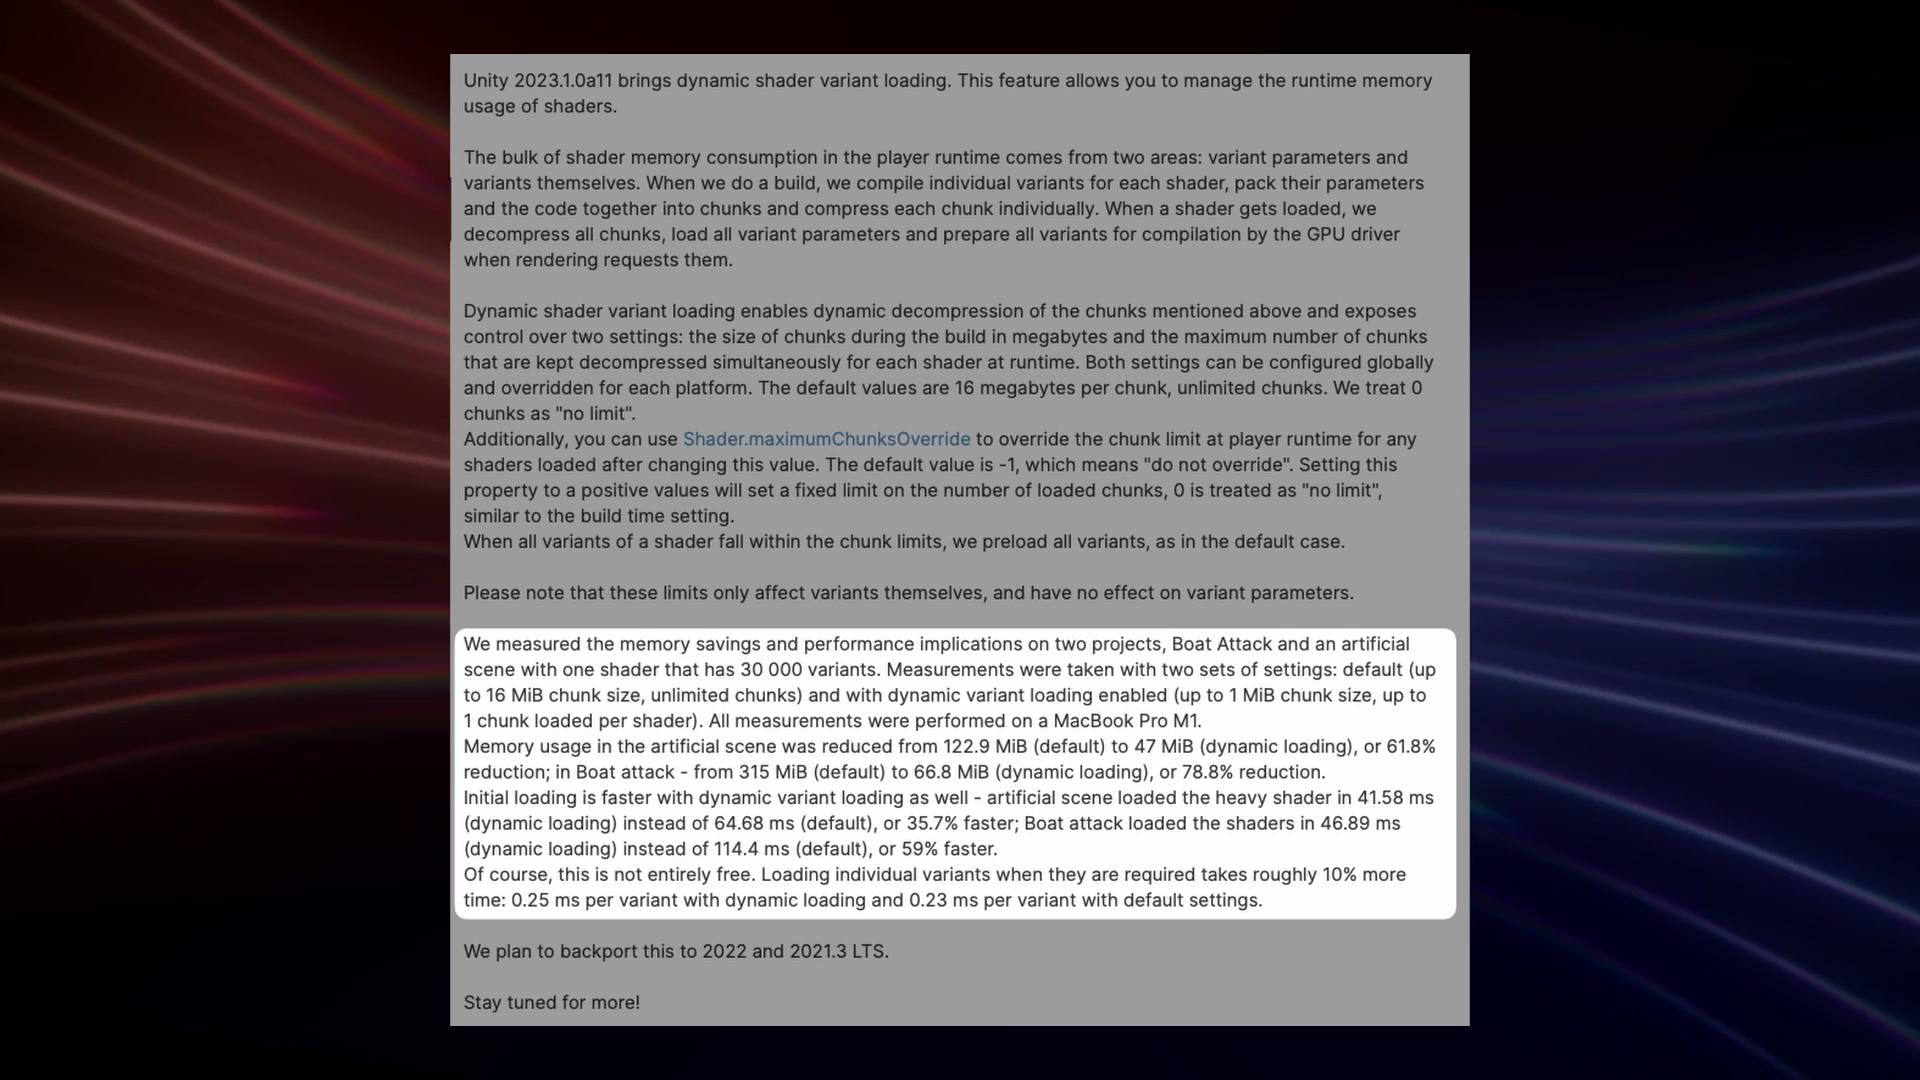 Unity 2023.1.0a11 brings dynamic shader variant loading. This feature allows you to manage the runtime memory
usage of shaders.
The bulk of shader memory consumption in the player runtime comes from two areas: variant parameters and
variants themselves. When we do a build, we compile individual variants for each shader, pack their parameters
and the code together into chunks and compress each chunk individually. When a shader gets loaded, we
decompress all chunks, load all variant parameters and prepare all variants for compilation by the GPU driver
when rendering requests them.
Dynamic shader variant loading enables dynamic decompression of the chunks mentioned above and exposes
control over two settings: the size of chunks during the build in megabytes and the maximum number of chunks
that are kept decompressed simultaneously for each shader at runtime. Both settings can be configured globally
and overridden for each platform. The default values are 16 megabytes per chunk, unlimited chunks. We treat 0
chunks as "no limit".
Additionally, you can use Shader.maximumChunksOverride to override the chunk limit at player runtime for any
shaders loaded after changing this value. The default value is -1, which means "do not override". Setting this
property to a positive values will set a fixed limit on the number of loaded chunks, 0 is treated as "no limit",
similar to the build time setting.
When all variants of a shader fall within the chunk limits, we preload all variants, as in the default case.
Please note that these limits only affect variants themselves, and have no effect on variant parameters.
We measured the memory savings and performance implications on two projects, Boat Attack and an artificial
scene with one shader that has 30 000 variants. Measurements were taken with two sets of settings: default (up
to 16 MiB chunk size, unlimited chunks) and with dynamic variant loading enabled (up to 1 MiB chunk size, up to
1 chunk loaded per shader). All measurements were performed on a MacBook Pro M1.
Memory usage in the artificial scene was reduced from 122.9 MiB (default) to 47 MiB (dynamic loading), or 61.8%
reduction; in Boat attack - from 315 MiB (default) to 66.8 MiB (dynamic loading), or 78.8% reduction.
Initial loading is faster with dynamic variant loading as well - artificial scene loaded the heavy shader in 41.58 ms
(dynamic loading) instead of 64.68 ms (default), or 35.7% faster; Boat attack loaded the shaders in 46.89 ms
(dynamic loading) instead of 114.4 ms (default), or 59% faster.
Of course, this is not entirely free. Loading individual variants when they are required takes roughly 10% more
time: 0.25 ms per variant with dynamic loading and 0.23 ms per variant with default settings.
We plan to backport this to 2022 and 2021.3 LTS.
Stay tuned for more!